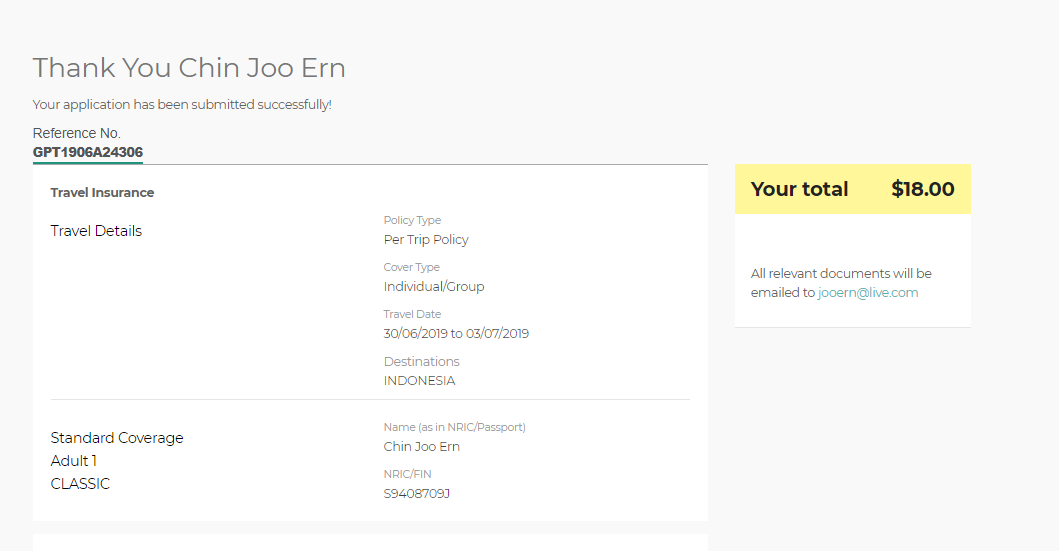 Thank You Chin Joo Ern
Your application has been submitted successfully!
Reference No.
GPT1906A24306
Travel Insurance
Travel Details
Policy Type
Per Trip Policy
Cover Type
Individual/Group
Travel Date
30/06/2019 to 03/07/2019
Destinations
INDONESIA
Standard Coverage
Adult 1
CLASSIC
Name (as in NRIC/Passport)
Chin Joo Ern
NRIC/FIN
S9408709J
Your total $18.00
All relevant documents will be
emailed to jooern@live.com